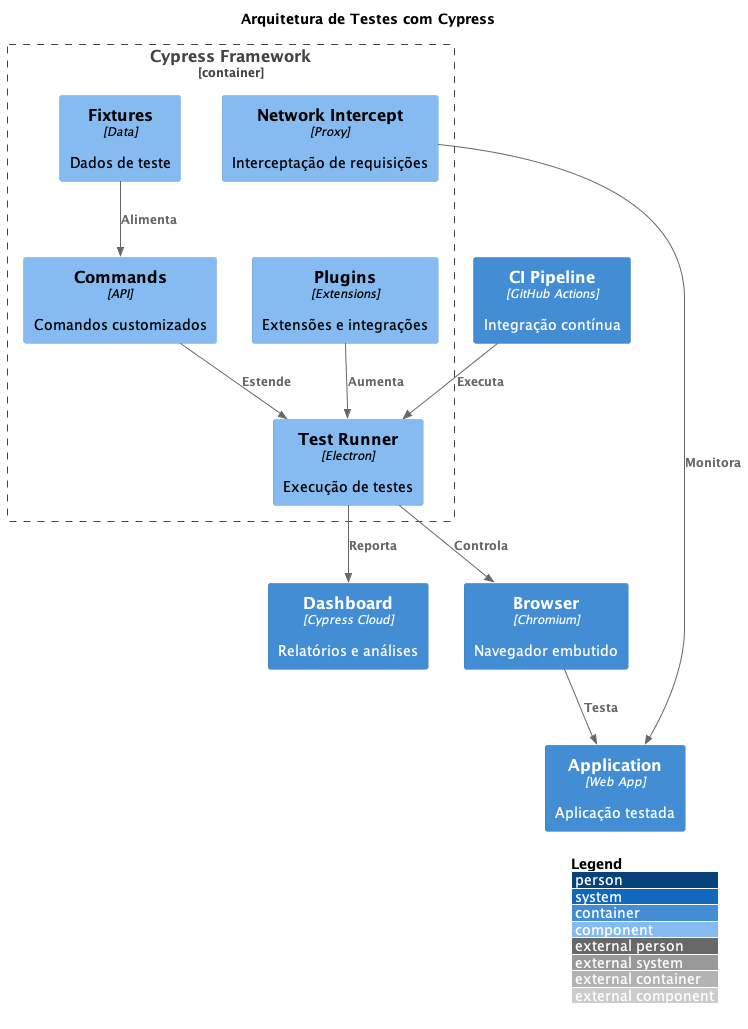 Arquitetura de Testes com Cypress
Cypress Framework
[container]
Fixtures
[Data]
Dados de teste
Network Intercept
[Proxy]
Interceptação de requisições
Alimenta
Commands
[API]
Comandos customizados
Plugins
[Extensions]
Extensões e integrações
CI Pipeline
[GitHub Actions]
Integração contínua
Estende
Aumenta
Executa
Test Runner
[Electron]
Execução de testes
Monitora
Reporta
Controla
Dashboard
[Cypress Cloud]
Relatórios e análises
Browser
[Chromium]
Navegador embutido
Testa
Application
[Web App]
Aplicação testada
Legend
person
system
container
component
external person
external system
external container
external component